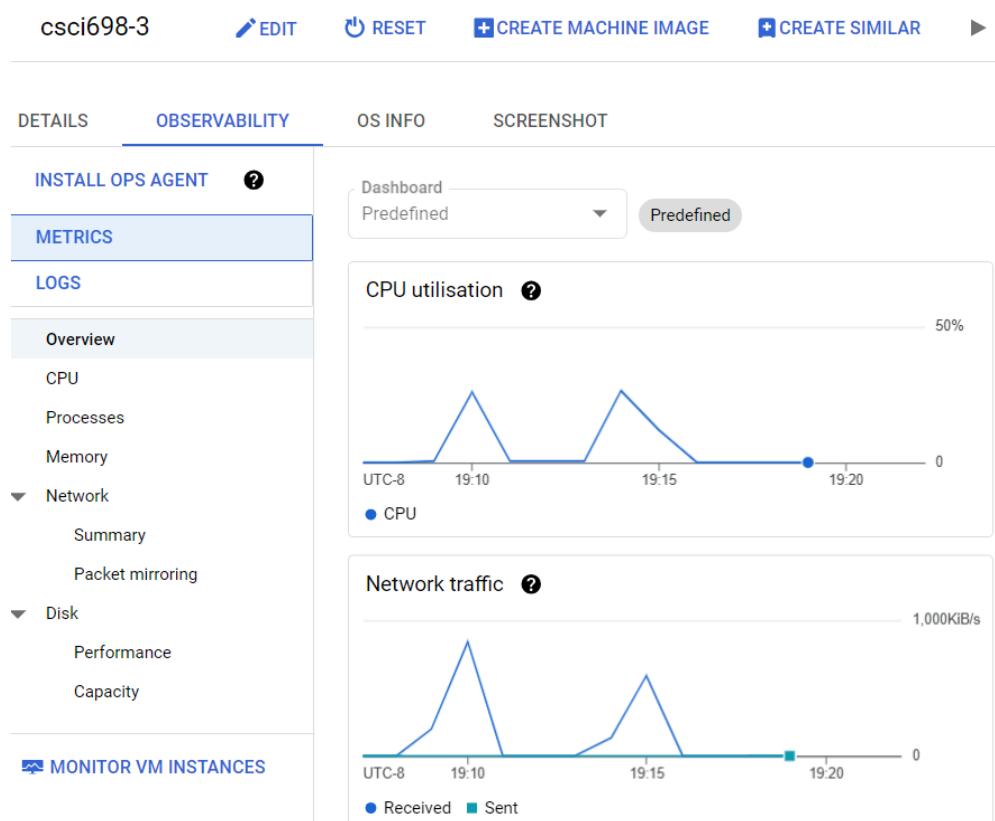 csci698-3 EDIT RESET CREATE MACHINE IMAGE CREATE SIMILAR
DETAILS OBSERVABILITY OS INFO SCREENSHOT
INSTALL OPS AGENT ?
METRICS
LOGS
Overview
CPU
Processes
Memory
Network
Summary
Packet mirroring
Disk
Performance
Capacity
MONITOR VM INSTANCES
Dashboard
Predefined Predefined
CPU utilisation ?
50%
0
UTC-8 19:10 19:15 19:20
CPU
Network traffic ?
1,000KiB/s
0
UTC-8 19:10 19:15 19:20
Received Sent